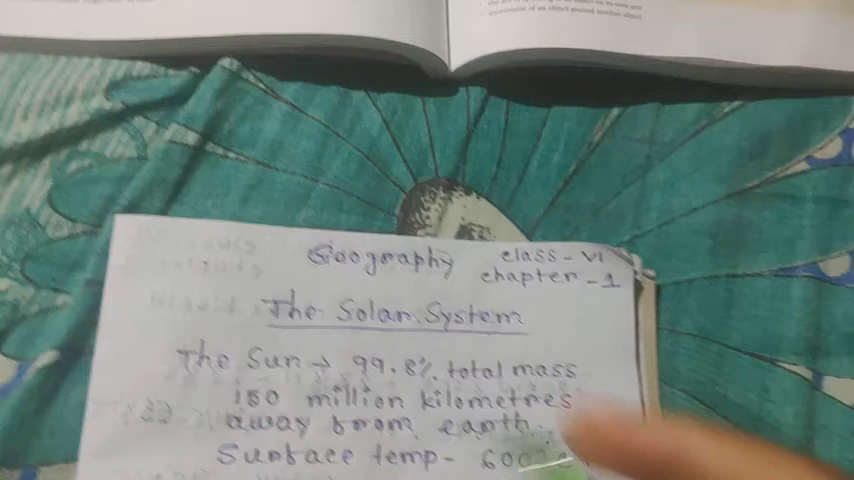 Geography class - VI
chapter - 1
The Solar System
The Sun → 99.8% total mass
150 million kilometres
away from earth.
Surface temp -